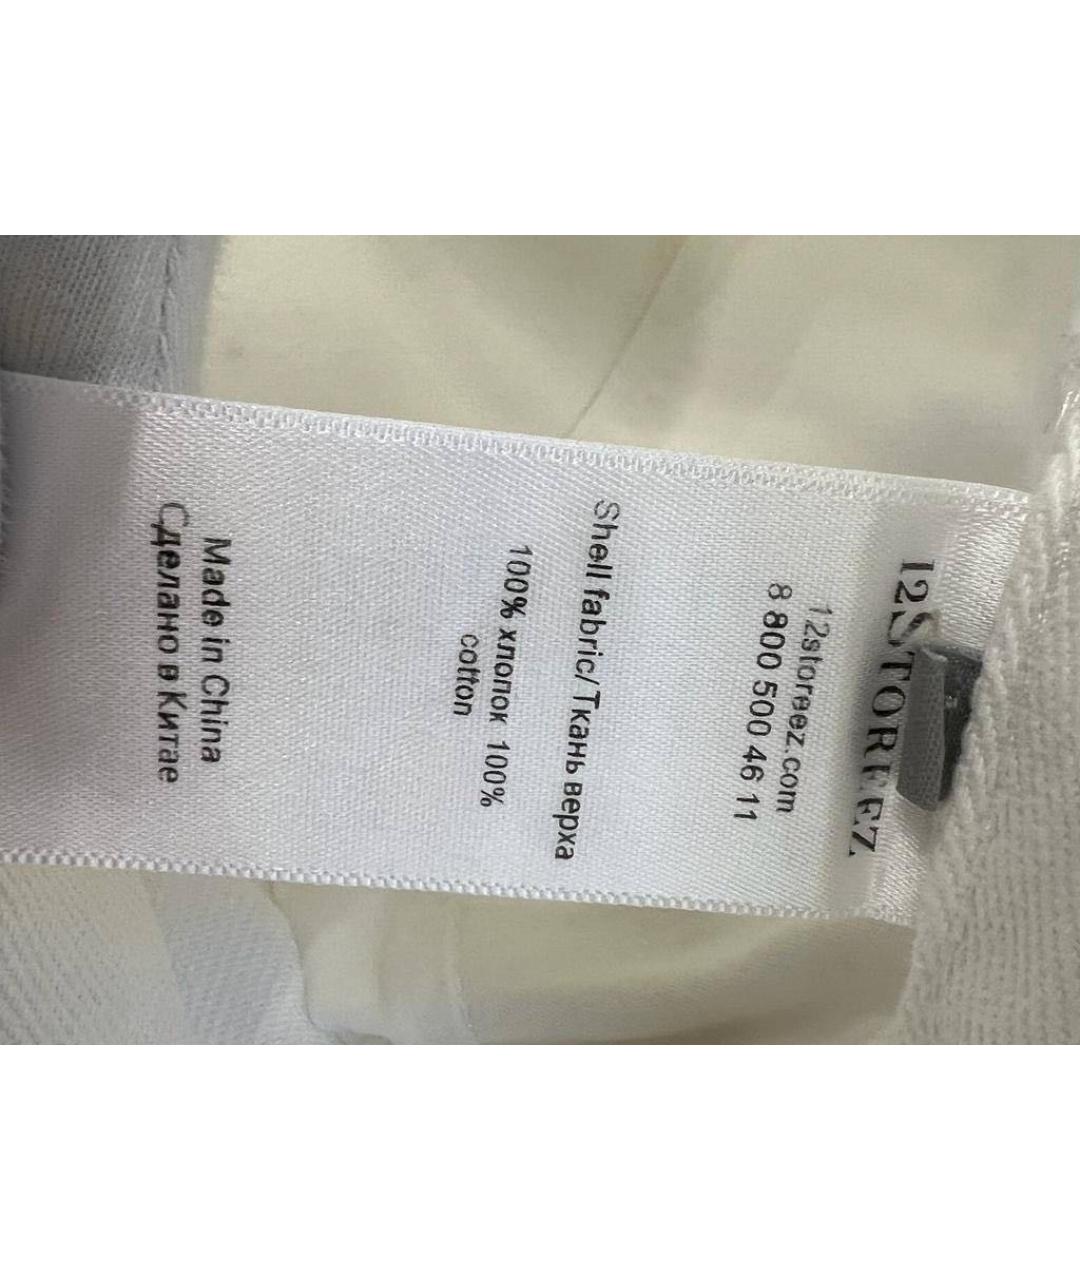 12STOREEZ
12storeez.com
8 800 500 46 11
Shell fabric/ Ткань верха
100% хлопок 100%
cotton
Made in China
Сделано в Китае